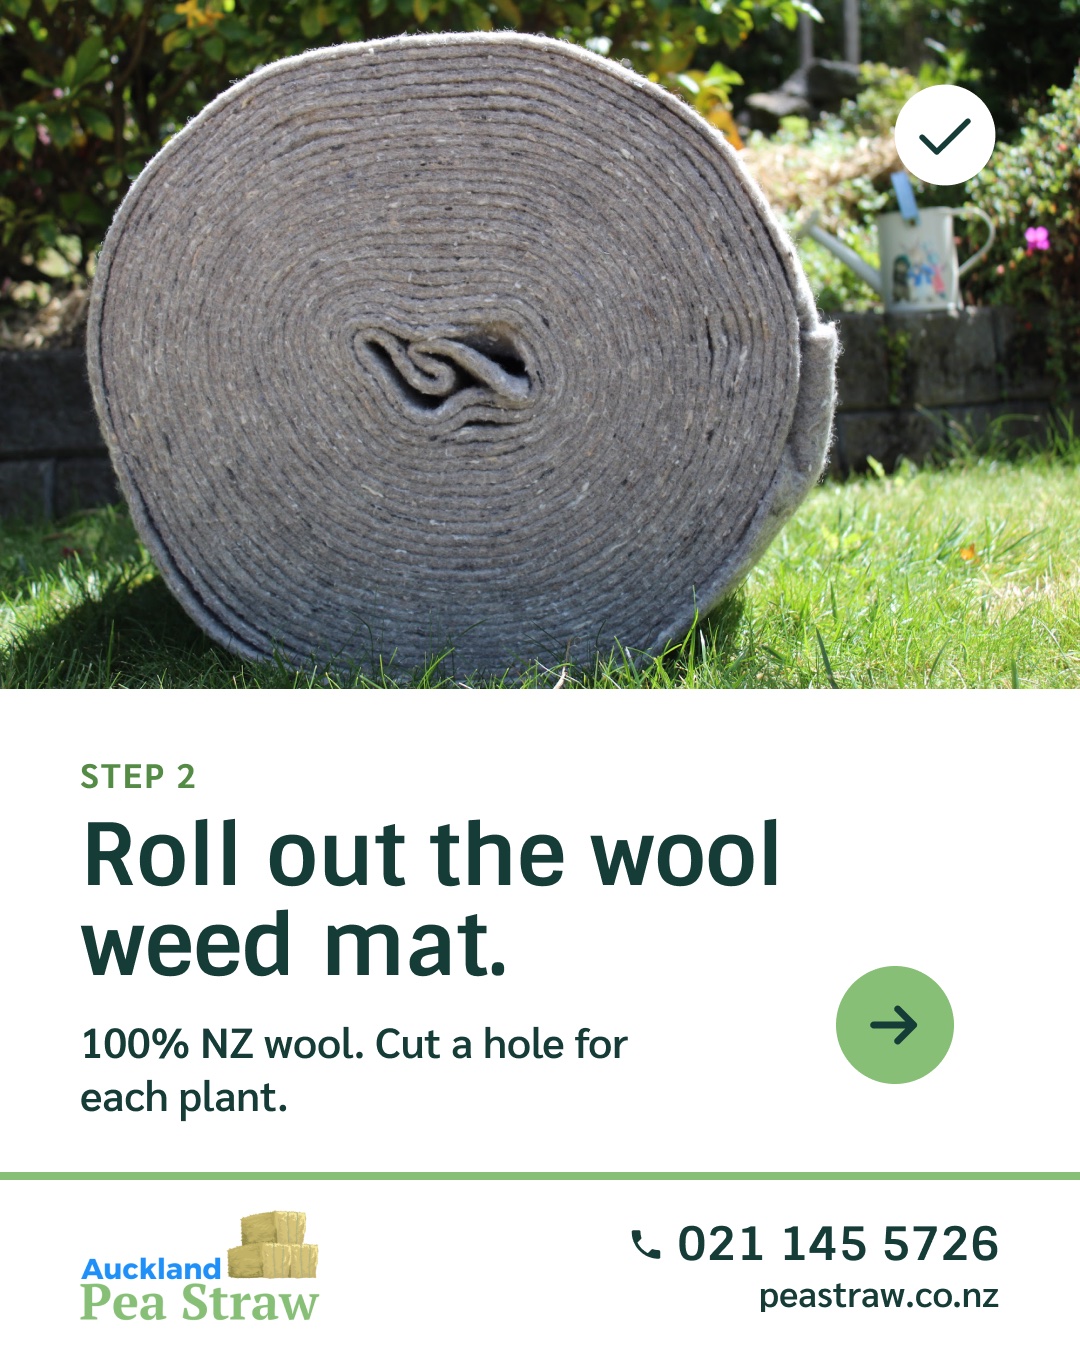 STEP 2
Roll out the wool
weed mat.
100% NZ wool. Cut a hole for
each plant.
Auckland
Pea Straw
021 145 5726
peastraw.co.nz